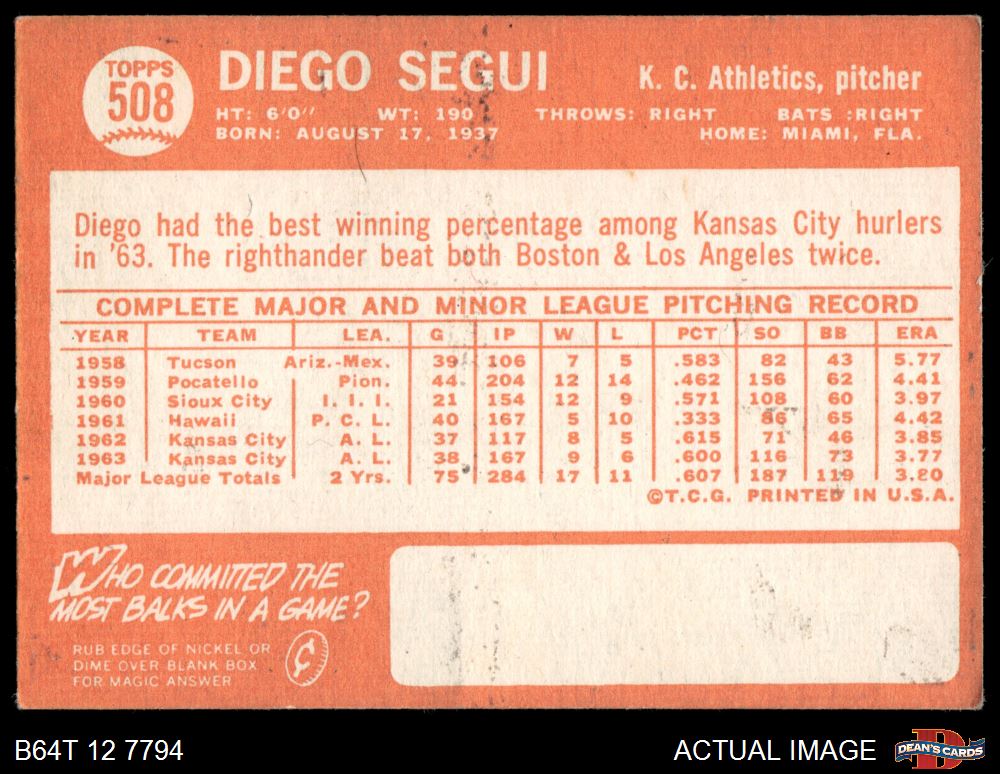 TOPPS
508
DIEGO SEGUI
K. C. Athletics, pitcher
HT: 6'0" WT: 190 THROWS: RIGHT BATS :RIGHT
BORN: AUGUST 17, 1937 HOME: MIAMI, FLA.
Diego had the best winning percentage among Kansas City hurlers
in '63. The righthander beat both Boston & Los Angeles twice.
COMPLETE MAJOR AND MINOR LEAGUE PITCHING RECORD
YEAR TEAM LEA. G IP W L PCT SO BB ERA
1958 Tucson Ariz.-Mex. 39 106 7 5 .583 82 43 5.77
1959 Pocatello Pion. 44 204 12 14 .462 156 62 4.41
1960 Sioux City I. I. I. 21 154 12 9 .571 108 60 3.97
1961 Hawaii P. C. L. 40 167 5 10 .333 86 65 4.42
1962 Kansas City A. L. 37 117 8 5 .615 71 46 3.85
1963 Kansas City A. L. 38 167 9 6 .600 116 73 3.77
Major League Totals 2 Yrs. 75 284 17 11 .607 187 119 3.80
©T.C.G. PRINTED IN U.S.A.
WHO COMMITTED THE
MOST BALKS IN A GAME?
RUB EDGE OF NICKEL OR
DIME OVER BLANK BOX
FOR MAGIC ANSWER
¢
B64T 12 7794
ACTUAL IMAGE
DEAN'S CARDS